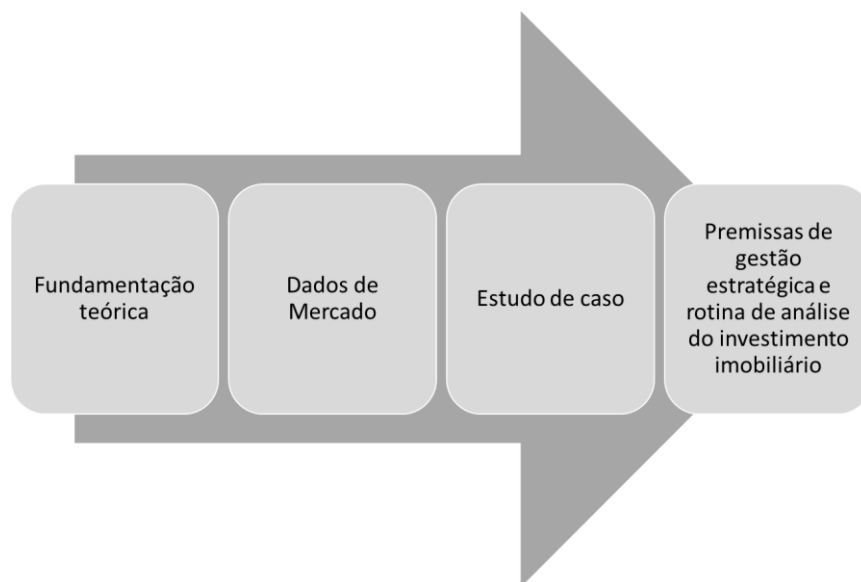 Fundamentação
teórica
Dados de
Mercado
Estudo de caso
Premissas de
gestão
estratégica e
rotina de análise
do investimento
imobiliário